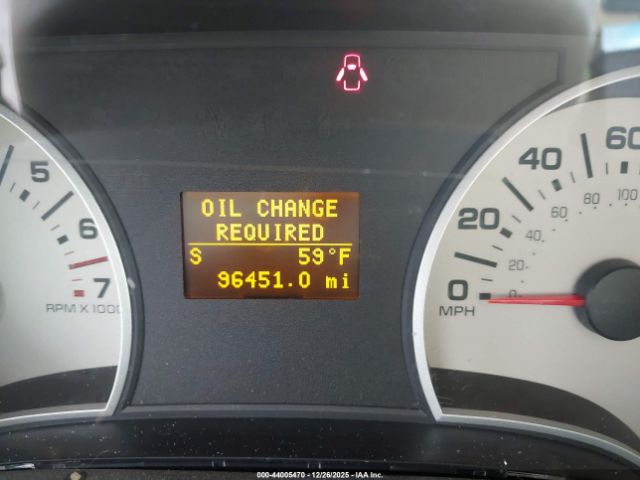 OIL CHANGE
REQUIRED
S 59°F
96451.0 mi
5
6
7
RPM X 1000
0
20
40
60
0
20
40
60
80
100
MPH
000-44005470 - 12/26/2025 - IAA Inc.